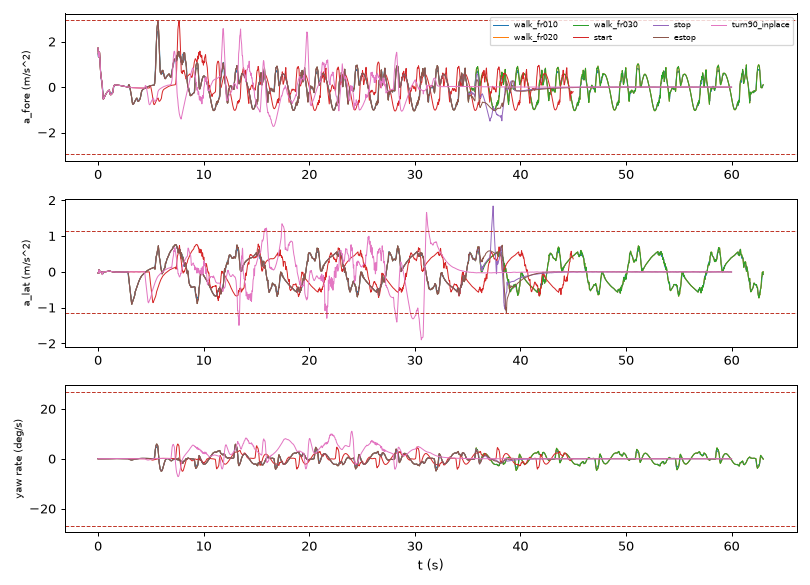 a_fore (m/s^2)
2
0
−2
walk_fr010
walk_fr020
walk_fr030
start
stop
estop
turn90_inplace
0 10 20 30 40 50 60
a_lat (m/s^2)
2
1
0
−1
−2
0 10 20 30 40 50 60
yaw rate (deg/s)
20
0
−20
0 10 20 30 40 50 60
t (s)